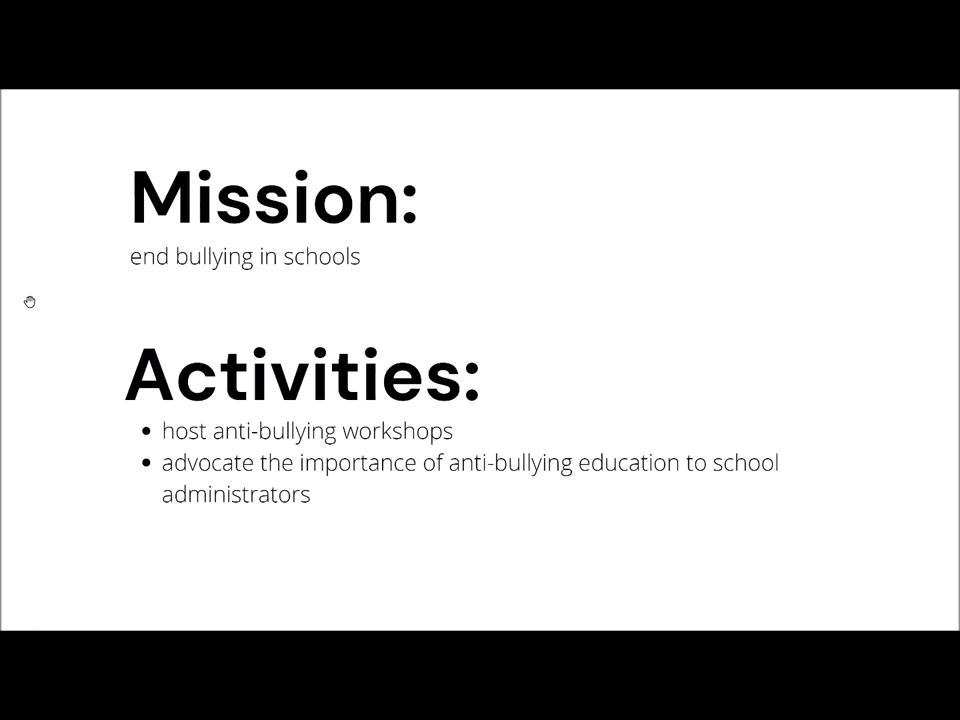 Mission:
end bullying in schools
Activities:
• host anti-bullying workshops
• advocate the importance of anti-bullying education to school
administrators